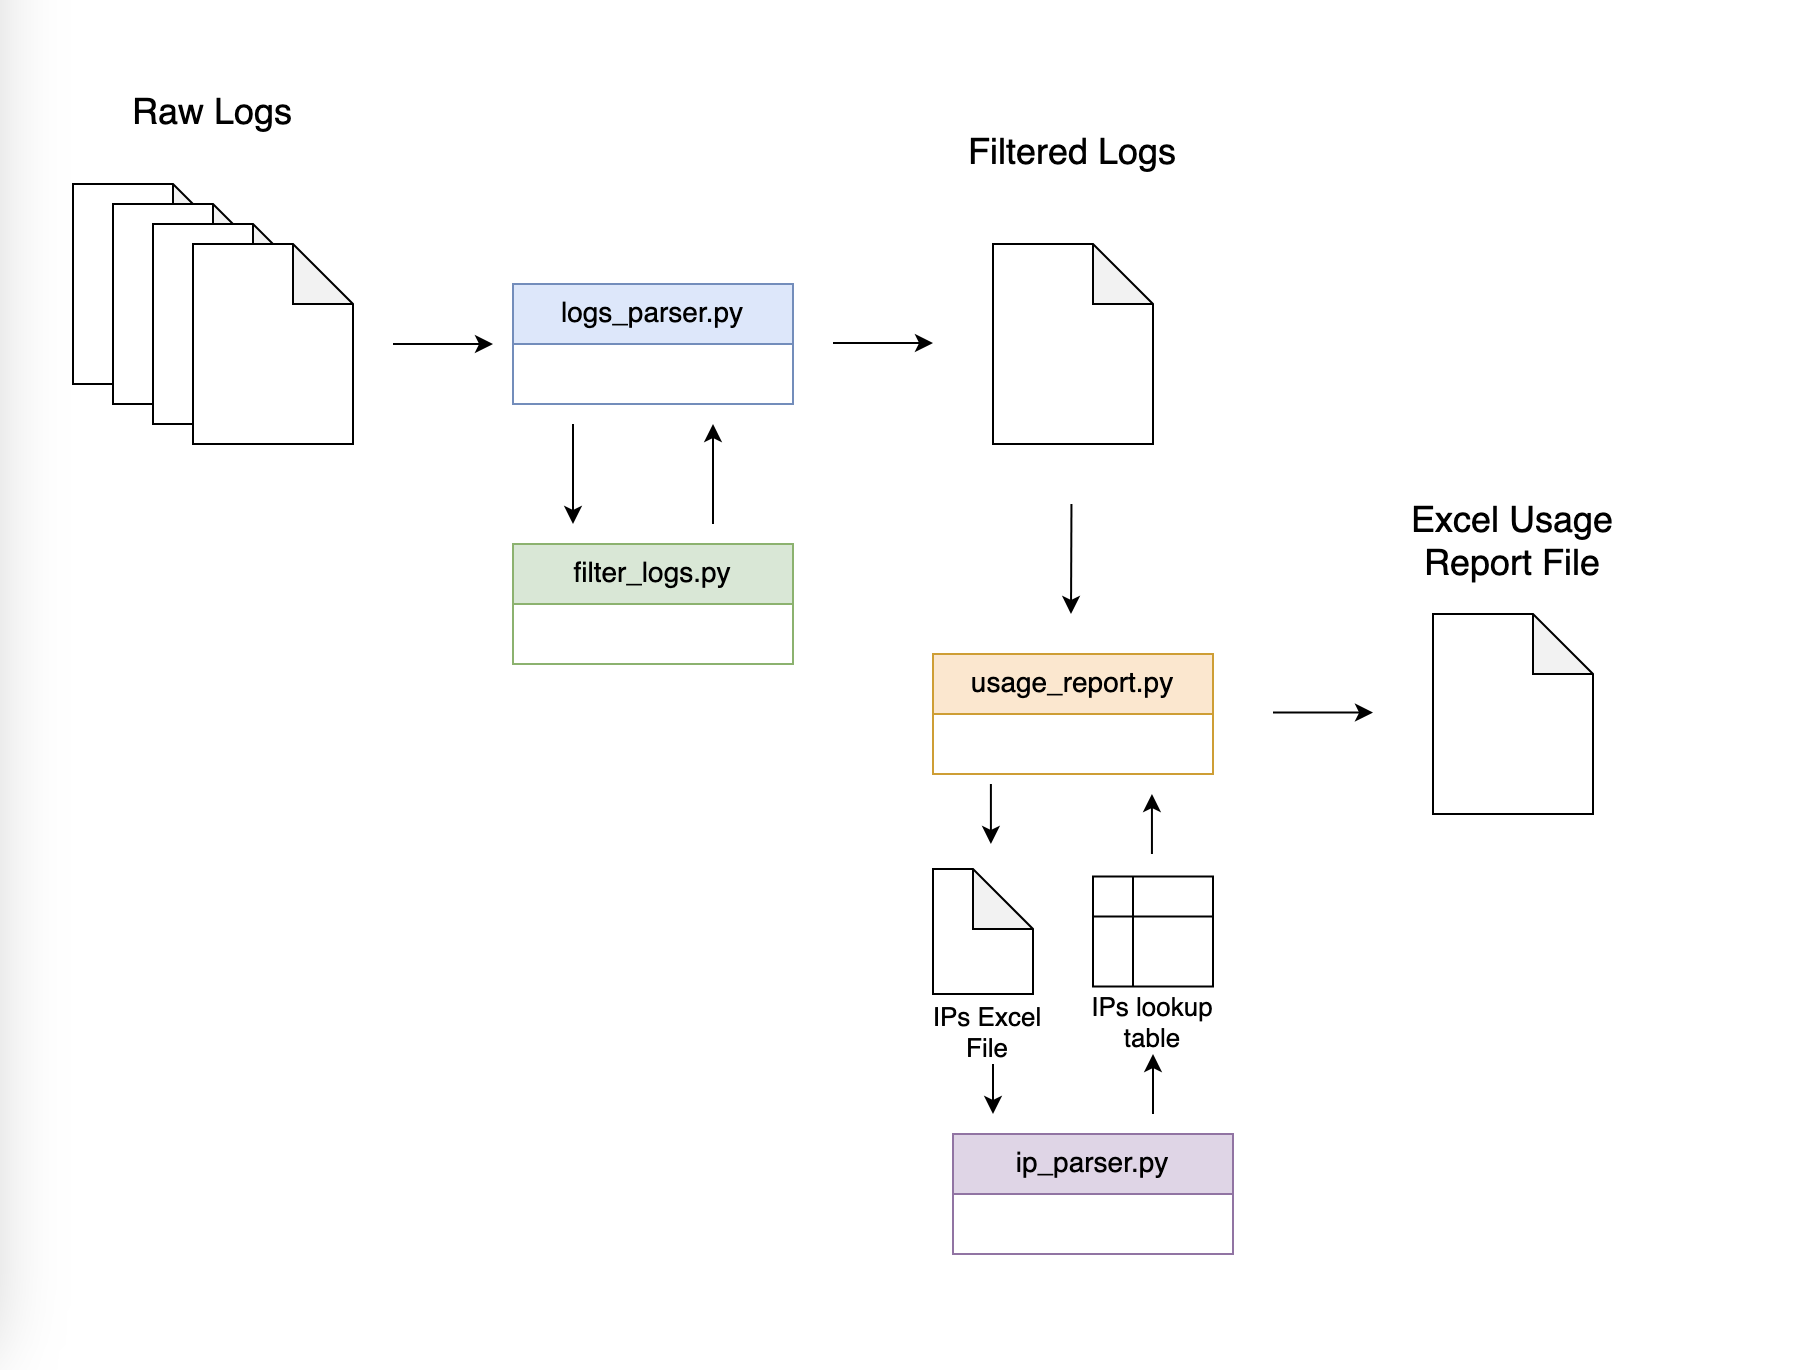 Raw Logs
Filtered Logs
logs_parser.py
filter_logs.py
Excel Usage
Report File
usage_report.py
IPs Excel
File
IPs lookup
table
ip_parser.py